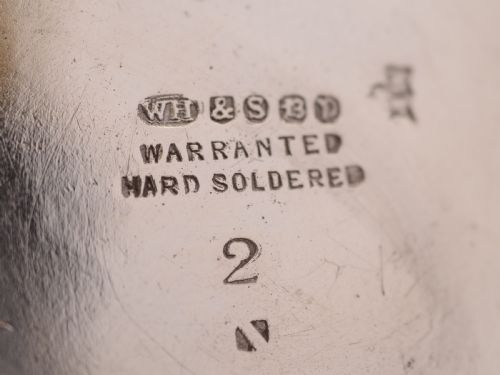 WH & S B D
WARRANTED
HARD SOLDERED
2